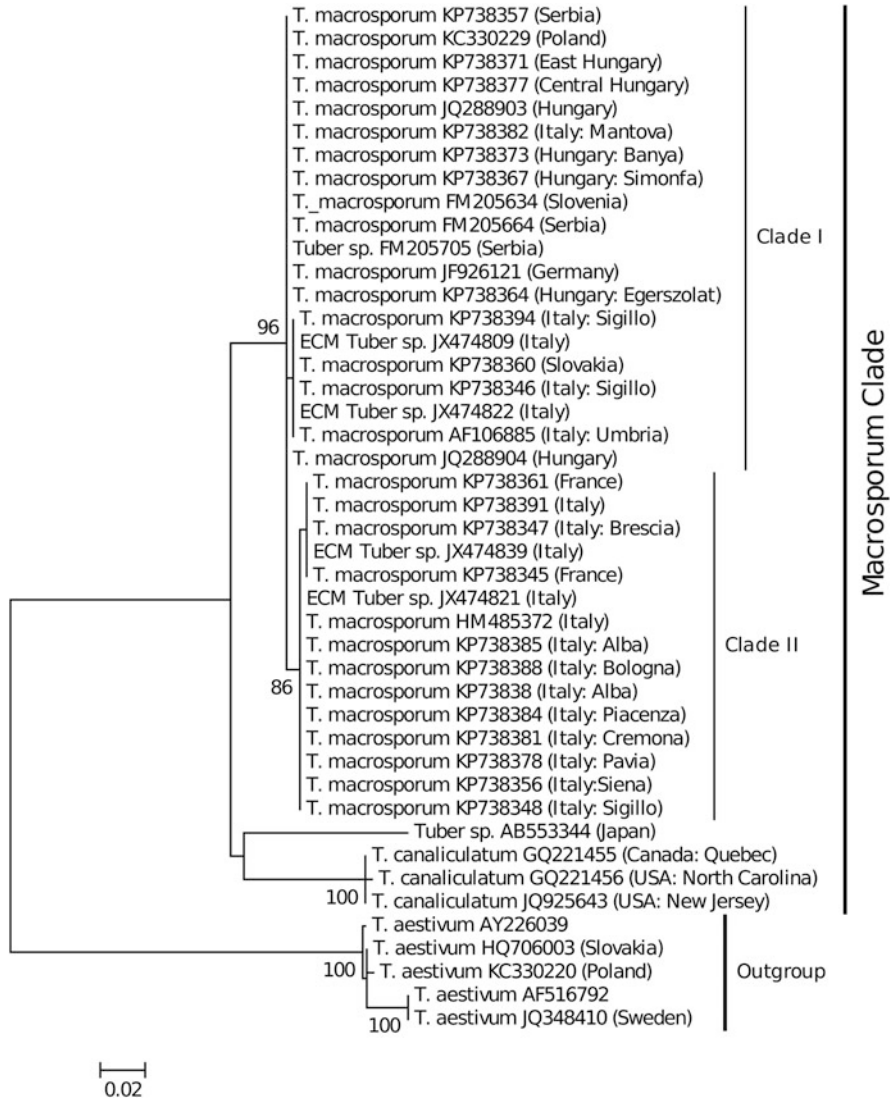 T. macrosporum KP738357 (Serbia)
T. macrosporum KC330229 (Poland)
T. macrosporum KP738371 (East Hungary)
T. macrosporum KP738377 (Central Hungary)
T. macrosporum JQ288903 (Hungary)
T. macrosporum KP738382 (Italy: Mantova)
T. macrosporum KP738373 (Hungary: Banya)
T. macrosporum KP738367 (Hungary: Simonfa)
T._macrosporum FM205634 (Slovenia)
T. macrosporum FM205664 (Serbia)
Tuber sp. FM205705 (Serbia)
T. macrosporum JF926121 (Germany)
T. macrosporum KP738364 (Hungary: Egerszolat)
T. macrosporum KP738394 (Italy: Sigillo)
ECM Tuber sp. JX474809 (Italy)
T. macrosporum KP738360 (Slovakia)
T. macrosporum KP738346 (Italy: Sigillo)
ECM Tuber sp. JX474822 (Italy)
T. macrosporum AF106885 (Italy: Umbria)
T. macrosporum JQ288904 (Hungary)
T. macrosporum KP738361 (France)
T. macrosporum KP738391 (Italy)
T. macrosporum KP738347 (Italy: Brescia)
ECM Tuber sp. JX474839 (Italy)
T. macrosporum KP738345 (France)
ECM Tuber sp. JX474821 (Italy)
T. macrosporum HM485372 (Italy)
T. macrosporum KP738385 (Italy: Alba)
T. macrosporum KP738388 (Italy: Bologna)
T. macrosporum KP73838 (Italy: Alba)
T. macrosporum KP738384 (Italy: Piacenza)
T. macrosporum KP738381 (Italy: Cremona)
T. macrosporum KP738378 (Italy: Pavia)
T. macrosporum KP738356 (Italy:Siena)
T. macrosporum KP738348 (Italy: Sigillo)
Tuber sp. AB553344 (Japan)
T. canaliculatum GQ221455 (Canada: Quebec)
T. canaliculatum GQ221456 (USA: North Carolina)
T. canaliculatum JQ925643 (USA: New Jersey)
T. aestivum AY226039
T. aestivum HQ706003 (Slovakia)
T. aestivum KC330220 (Poland)
T. aestivum AF516792
T. aestivum JQ348410 (Sweden)
96
86
100
100
100
Clade I
Clade II
Outgroup
Macrosporum Clade
0.02